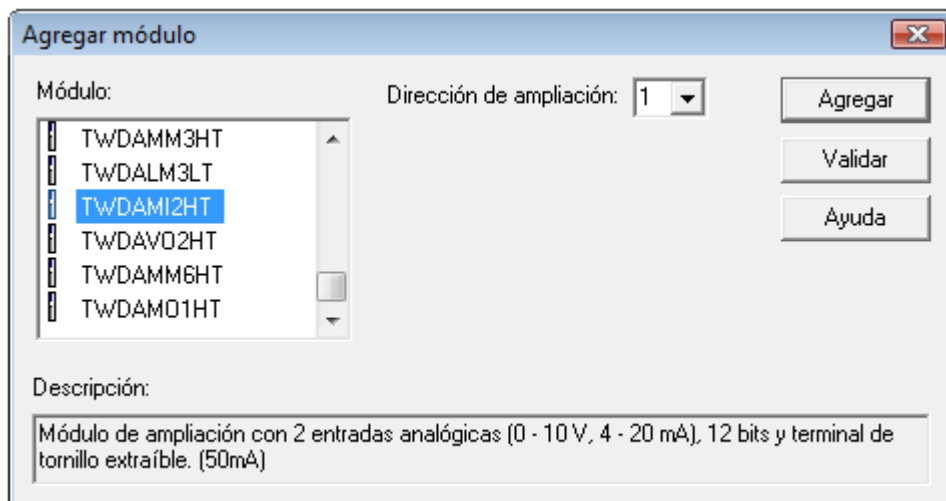 Agregar módulo
Módulo:
Dirección de ampliación: 1
Agregar
Validar
Ayuda
TWDAMM3HT
TWDALM3LT
TWDAMI2HT
TWDAVO2HT
TWDAMM6HT
TWDAMO1HT
Descripción:
Módulo de ampliación con 2 entradas analógicas (0 - 10 V, 4 - 20 mA), 12 bits y terminal de
tornillo extraíble. (50mA)